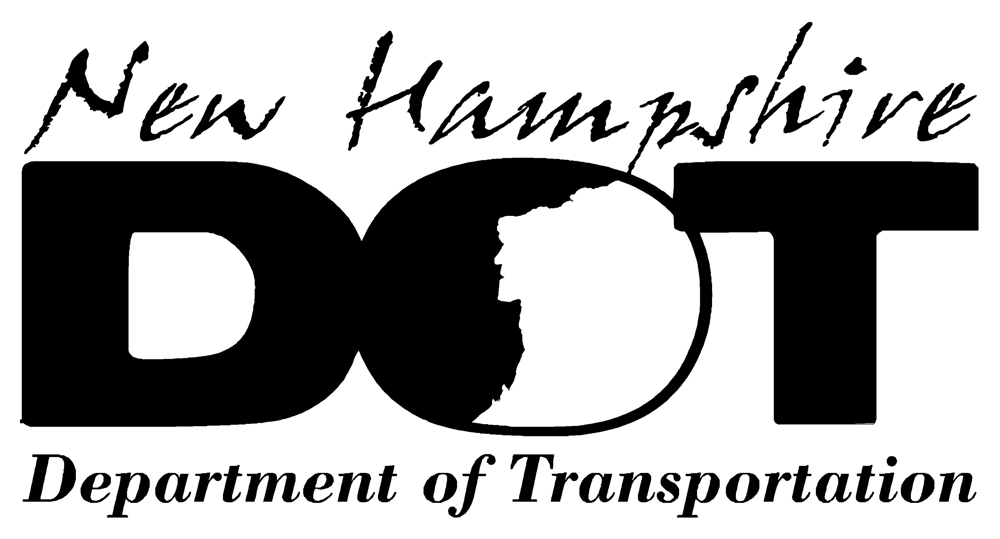 New Hampshire
DOT
Department of Transportation